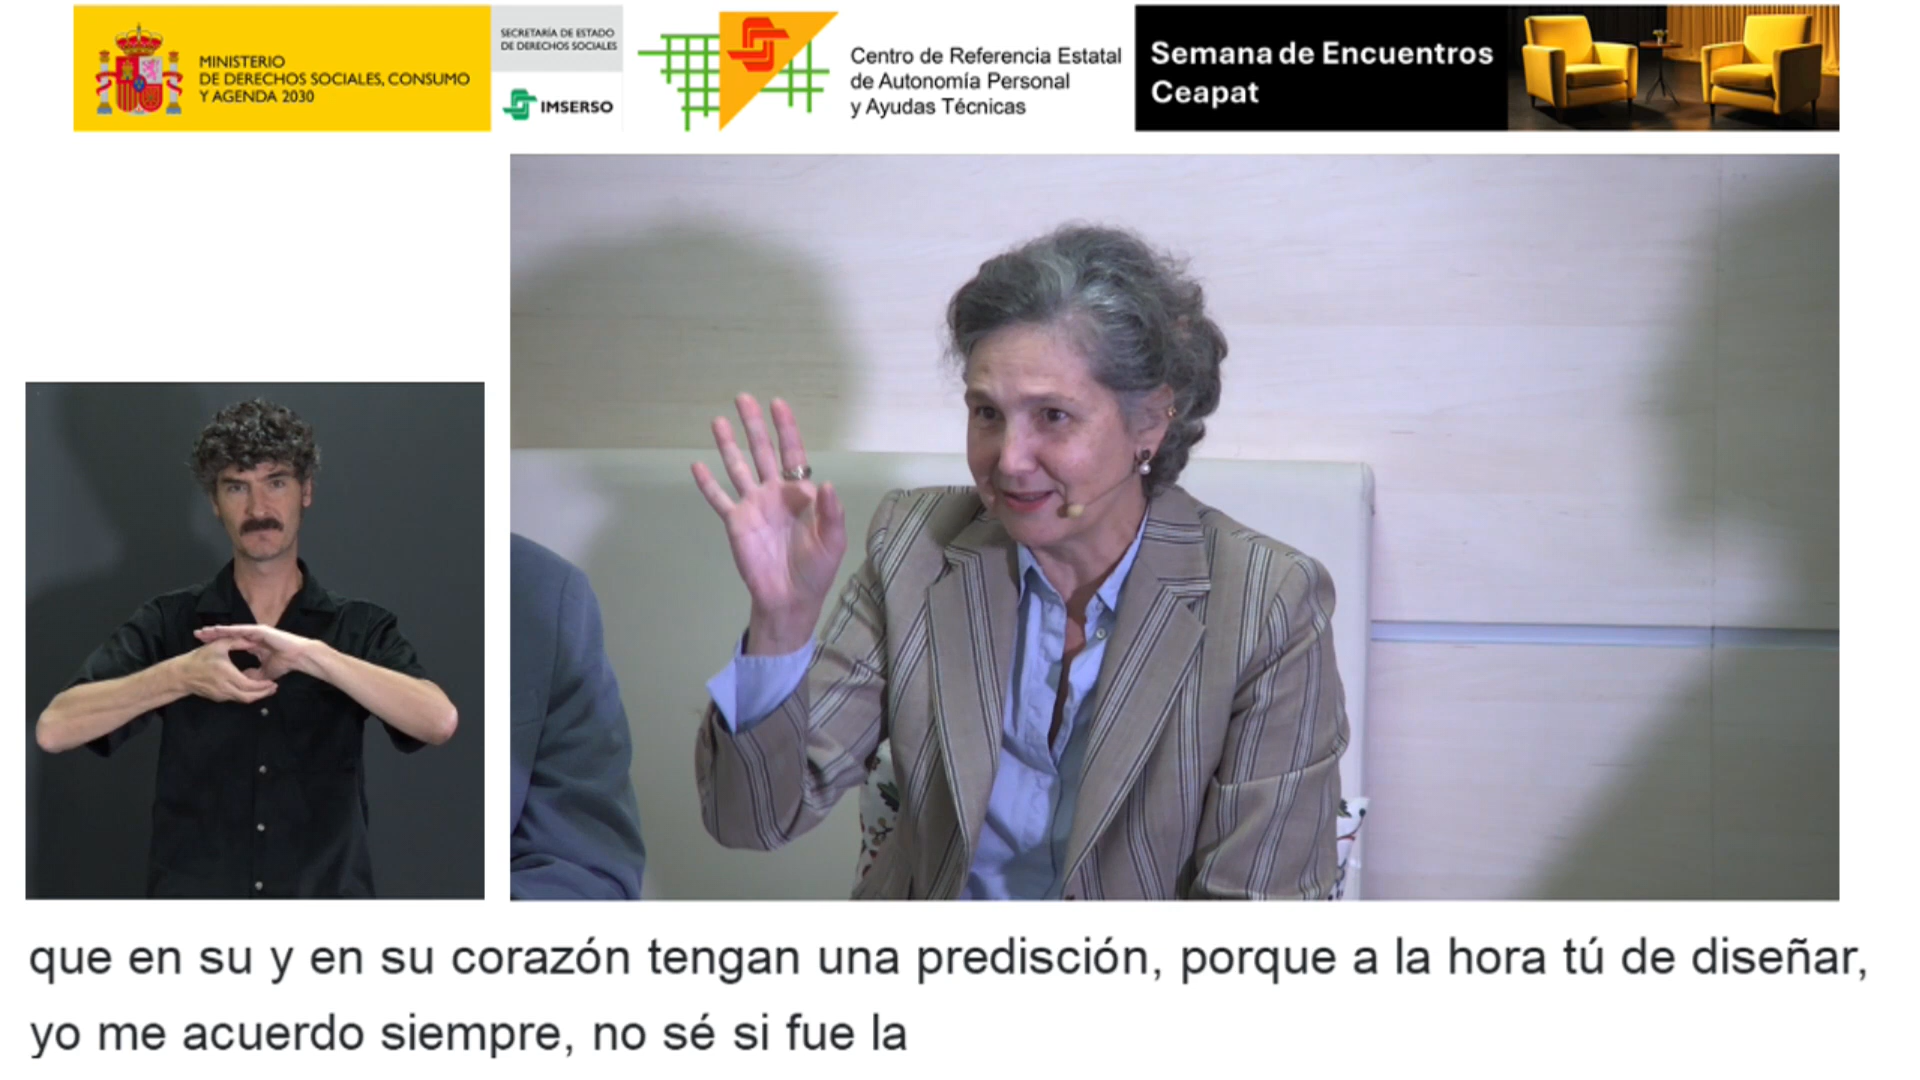 MINISTERIO
DE DERECHOS SOCIALES, CONSUMO
Y AGENDA 2030
SECRETARÍA DE ESTADO
DE DERECHOS SOCIALES
IMSERSO
Centro de Referencia Estatal
de Autonomía Personal
y Ayudas Técnicas
Semana de Encuentros
Ceapat
que en su y en su corazón tengan una predisción, porque a la hora tú de diseñar,
yo me acuerdo siempre, no sé si fue la